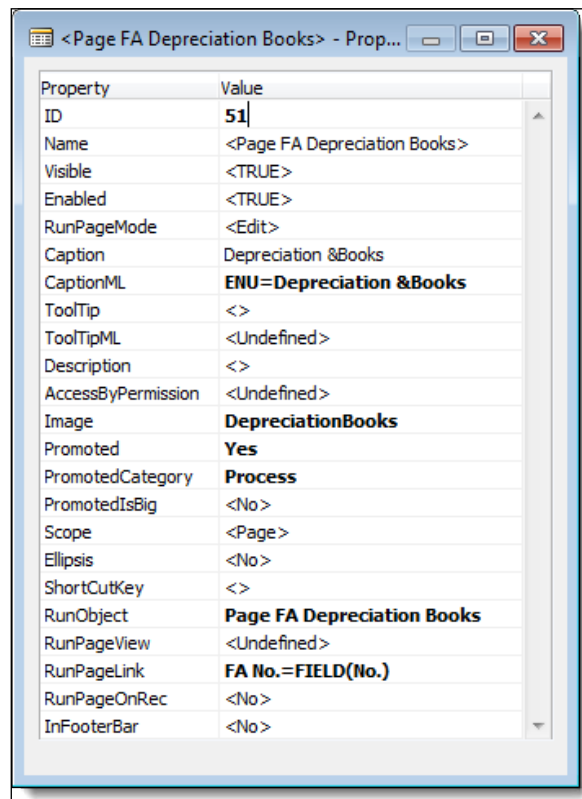 <Page FA Depreciation Books> - Prop...
Property Value
ID 51
Name <Page FA Depreciation Books>
Visible <TRUE>
Enabled <TRUE>
RunPageMode <Edit>
Caption Depreciation &Books
CaptionML ENU=Depreciation &Books
ToolTip <>
ToolTipML <Undefined>
Description <>
AccessByPermission <Undefined>
Image DepreciationBooks
Promoted Yes
PromotedCategory Process
PromotedIsBig <No>
Scope <Page>
Ellipsis <No>
ShortCutKey <>
RunObject Page FA Depreciation Books
RunPageView <Undefined>
RunPageLink FA No.=FIELD(No.)
RunPageOnRec <No>
InFooterBar <No>